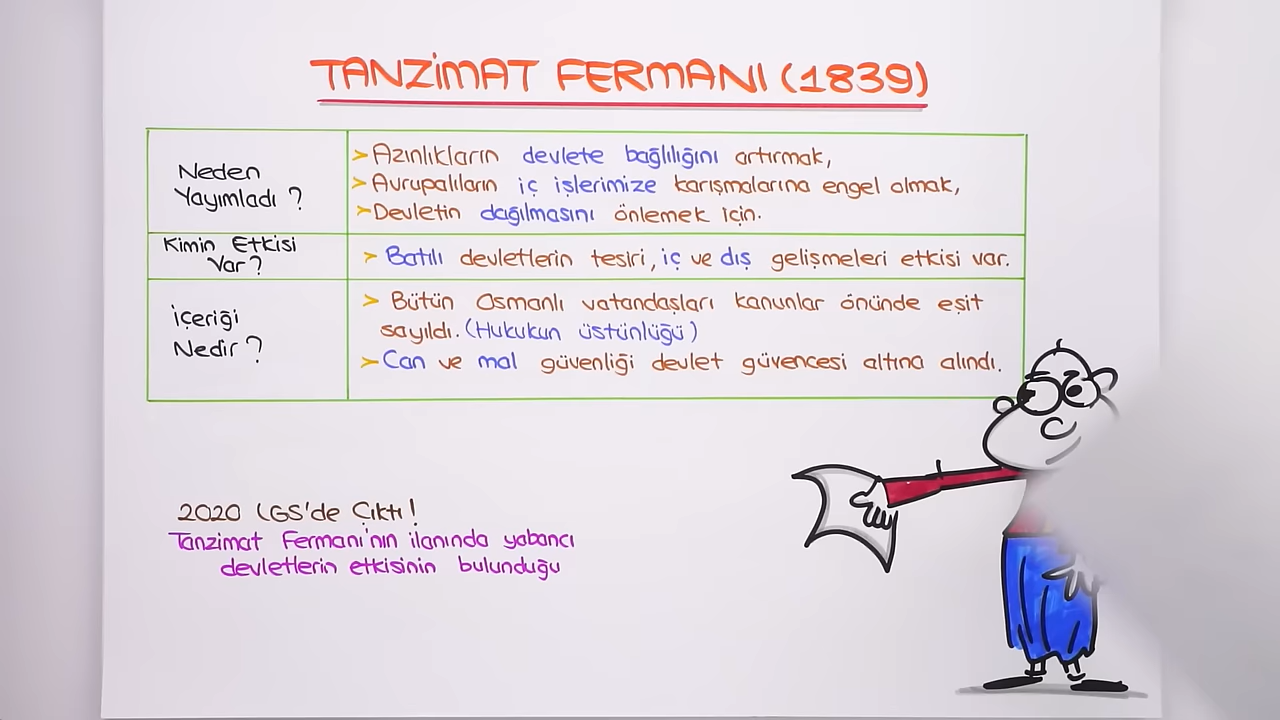 TANZİMAT FERMANI (1839)
Neden
Yayımladı ?
➢ Azınlıkların devlete bağlılığını artırmak,
➢ Avrupalıların iç işlerimize karışmalarına engel olmak,
➢ Devletin dağılmasını önlemek için.
Kimin Etkisi
Var ?
➢ Batılı devletlerin tesiri, iç ve dış gelişmeleri etkisi var.
İçeriği
Nedir ?
➢ Bütün Osmanlı vatandaşları kanunlar önünde eşit
sayıldı. (Hukukun üstünlüğü)
➢ Can ve mal güvenliği devlet güvencesi altına alındı.
2020 LGS'de Çıktı !
Tanzimat Fermanı'nın ilanında yabancı
devletlerin etkisinin bulunduğu